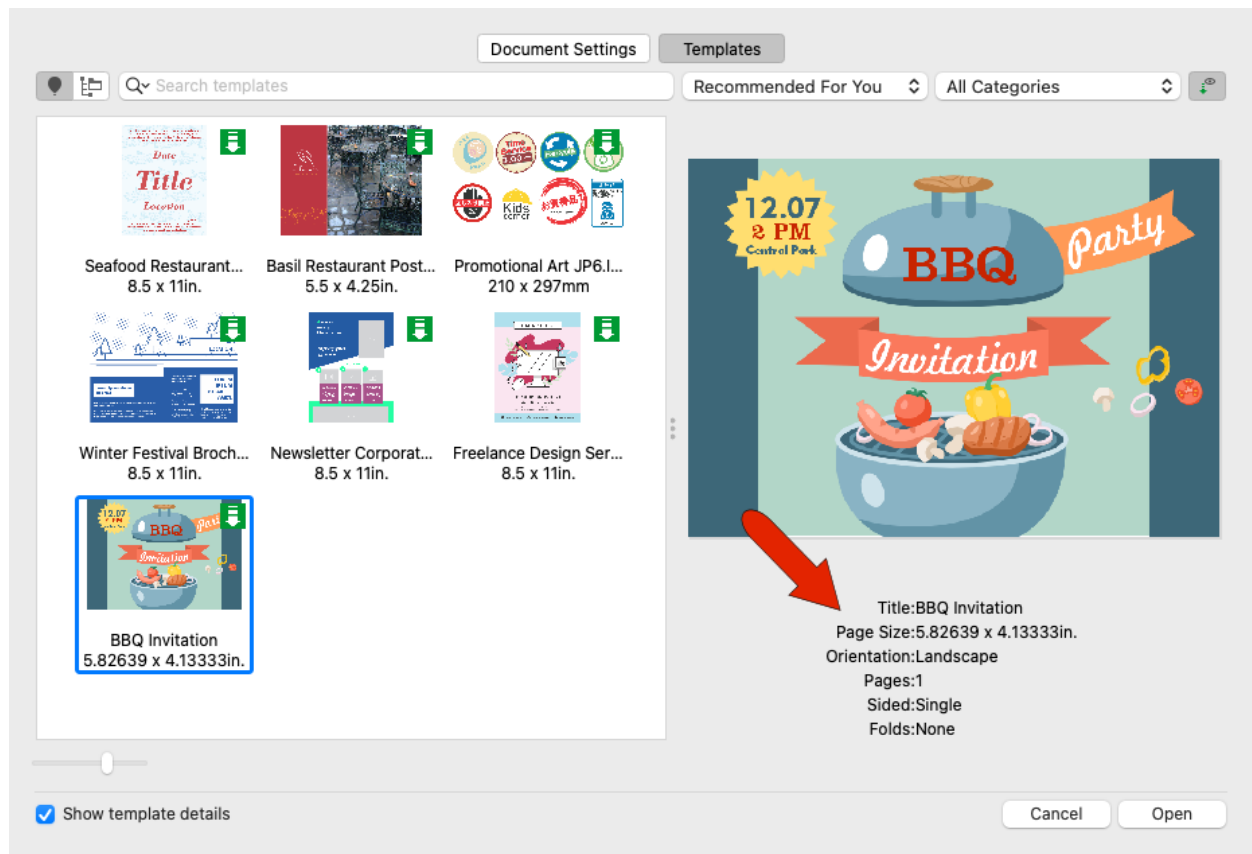 Document Settings
Templates
Search templates
Recommended For You
All Categories
Date
Title
Location
Time
Service
Kids
corner
Seafood Restaurant...
8.5 x 11in.
Basil Restaurant Post...
5.5 x 4.25in.
Promotional Art JP6.I...
210 x 297mm
Winter Festival Broch...
8.5 x 11in.
Newsletter Corporat...
8.5 x 11in.
Freelance Design Ser...
8.5 x 11in.
12.07
BBQ
Invitation
BBQ Invitation
5.82639 x 4.13333in.
12.07
2 PM
Central Park
BBQ
Party
Invitation
Title:BBQ Invitation
Page Size:5.82639 x 4.13333in.
Orientation:Landscape
Pages:1
Sided:Single
Folds:None
Show template details
Cancel
Open